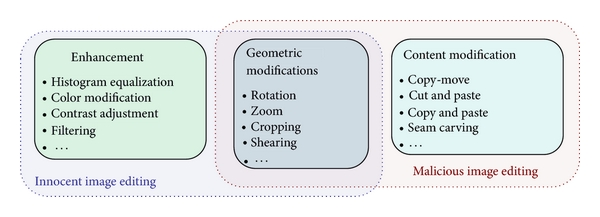 Enhancement
• Histogram equalization
• Color modification
• Contrast adjustment
• Filtering
• ...
Geometric
modifications
• Rotation
• Zoom
• Cropping
• Shearing
• ...
Content modification
• Copy-move
• Cut and paste
• Copy and paste
• Seam carving
• ...
Innocent image editing
Malicious image editing